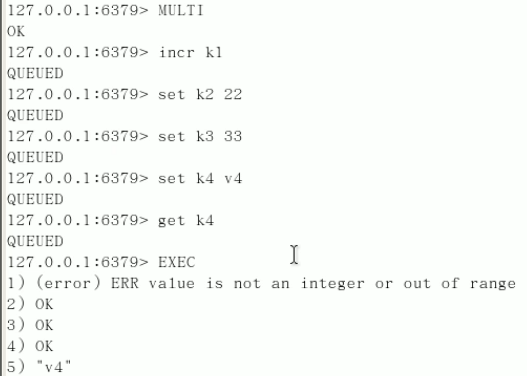 127.0.0.1:6379> MULTI
OK
127.0.0.1:6379> incr k1
QUEUED
127.0.0.1:6379> set k2 22
QUEUED
127.0.0.1:6379> set k3 33
QUEUED
127.0.0.1:6379> set k4 v4
QUEUED
127.0.0.1:6379> get k4
QUEUED
127.0.0.1:6379> EXEC
1) (error) ERR value is not an integer or out of range
2) OK
3) OK
4) OK
5) "v4"